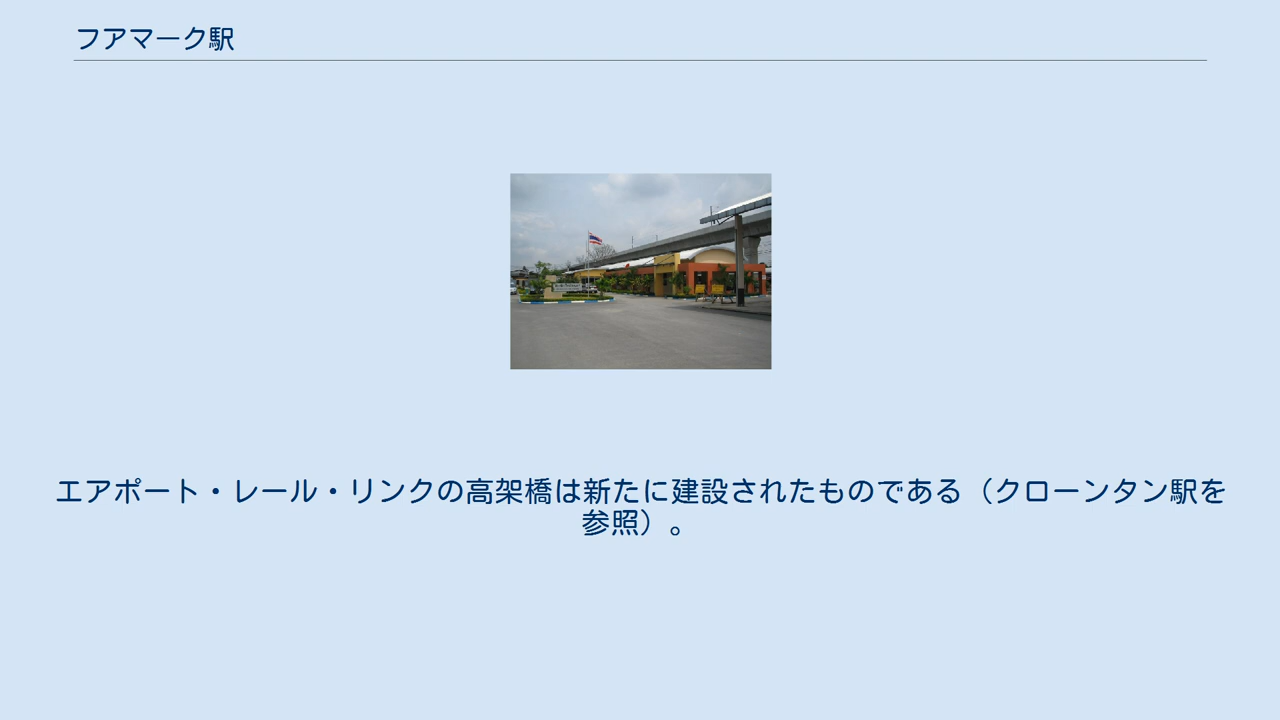 フアマーク駅
エアポート・レール・リンクの高架橋は新たに建設されたものである（クローンタン駅を
参照）。